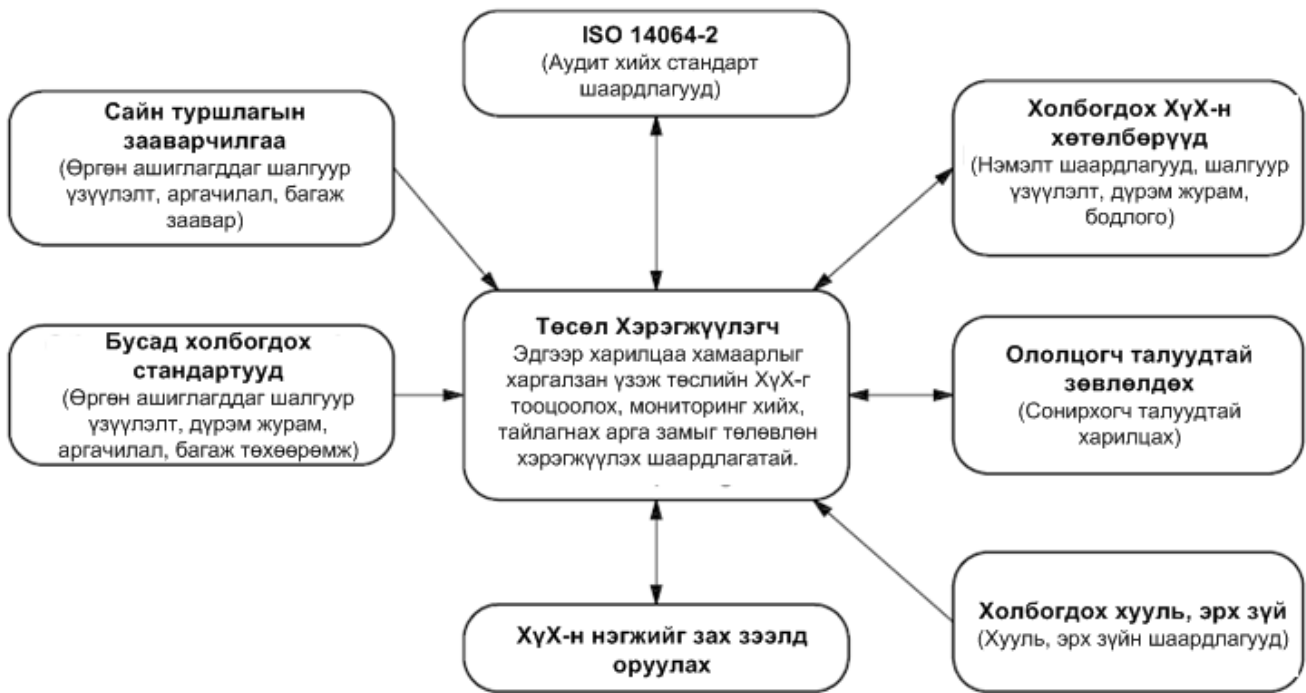 ISO 14064-2
(Аудит хийх стандарт
шаардлагууд)
Сайн туршлагын
зааварчилгаа
(Өргөн ашиглагддаг шалгуур
үзүүлэлт, аргачилал, багаж
заавар)
Холбогдох ХүХ-н
хөтөлбөрүүд
(Нэмэлт шаардлагууд, шалгуур
үзүүлэлт, дүрэм журам,
бодлого)
Төсөл Хэрэгжүүлэгч
Эдгээр харилцаа хамаарлыг
харгалзан үзэж төслийн ХүХ-г
тооцоолох, мониторинг хийх,
тайлагнах арга замыг төлөвлөн
хэрэгжүүлэх шаардлагатай.
Бусад холбогдох
стандартууд
(Өргөн ашиглагддаг шалгуур
үзүүлэлт, дүрэм журам,
аргачилал, багаж төхөөрөмж)
Ололцогч талуудтай
зөвлөлдөх
(Сонирхогч талуудтай
харилцах)
ХүХ-н нэгжийг зах зээлд
оруулах
Холбогдох хууль, эрх зүй
(Хууль, эрх зүйн шаардлагууд)